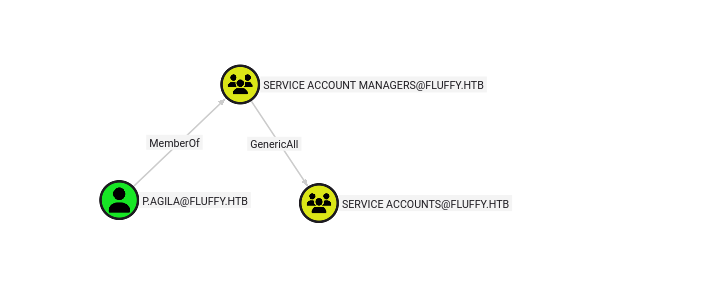 SERVICE ACCOUNT MANAGERS@FLUFFY.HTB
MemberOf
GenericAll
P.AGILA@FLUFFY.HTB
SERVICE ACCOUNTS@FLUFFY.HTB